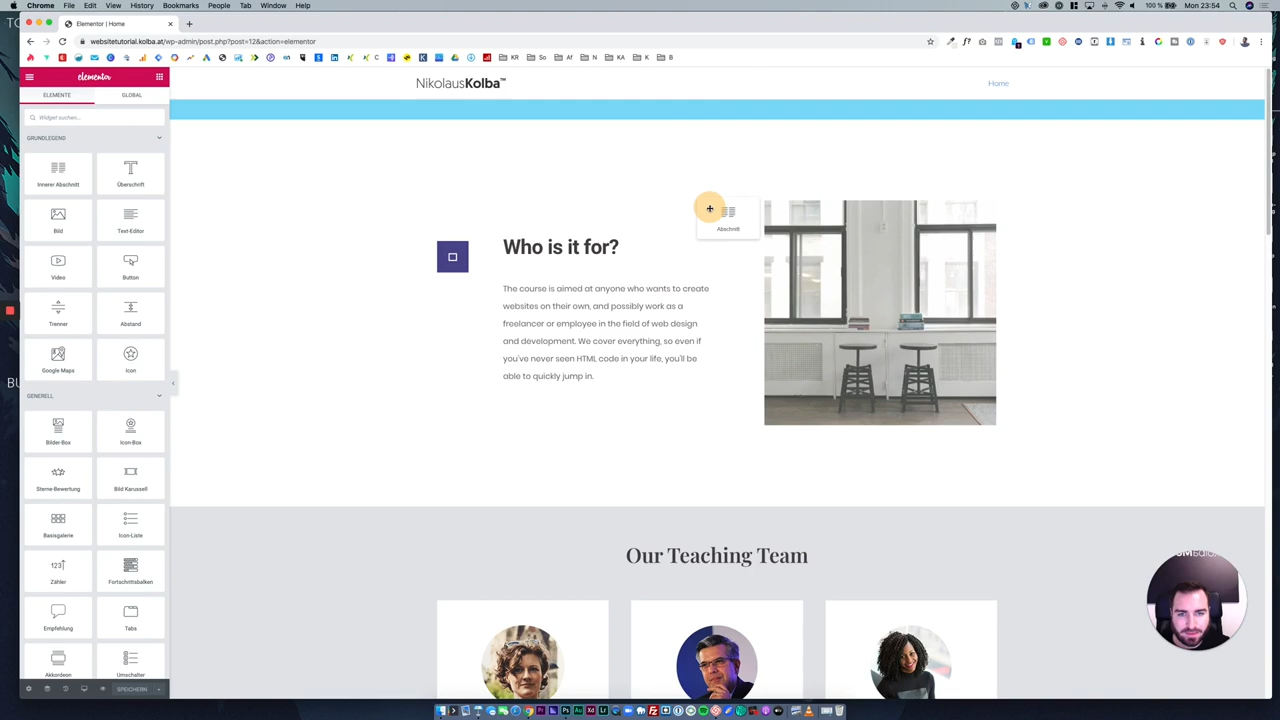 Chrome File Edit View History Bookmarks People Tab Window Help
100 % Mon 23:54
Elementor | Home
websitetutorial.kolba.at/wp-admin/post.php?post=12&action=elementor
KR So Af N KA K B
elementor
NikolausKolba™
Home
ELEMENTE GLOBAL
Widget suchen...
GRUNDLEGEND
Innerer Abschnitt Überschrift
Bild Text-Editor
Video Button
Trenner Abstand
Google Maps Icon
GENERELL
Bilder-Box Icon-Box
Sterne-Bewertung Bild Karussell
Basisgalerie Icon-Liste
Zähler Fortschrittsbalken
Empfehlung Tabs
Akkordeon Umschalter
SPEICHERN
Abschnitt
Who is it for?
The course is aimed at anyone who wants to create
websites on their own, and possibly work as a
freelancer or employee in the field of web design
and development. We cover everything, so even if
you've never seen HTML code in your life, you'll be
able to quickly jump in.
Our Teaching Team